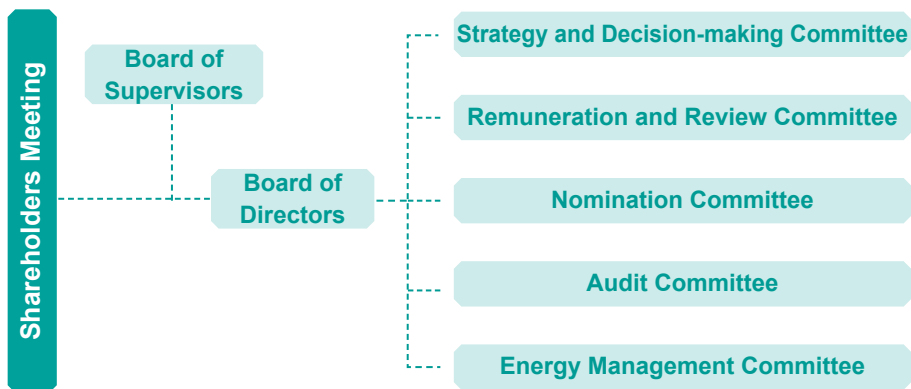 Shareholders Meeting
Board of
Supervisors
Board of
Directors
Strategy and Decision-making Committee
Remuneration and Review Committee
Nomination Committee
Audit Committee
Energy Management Committee